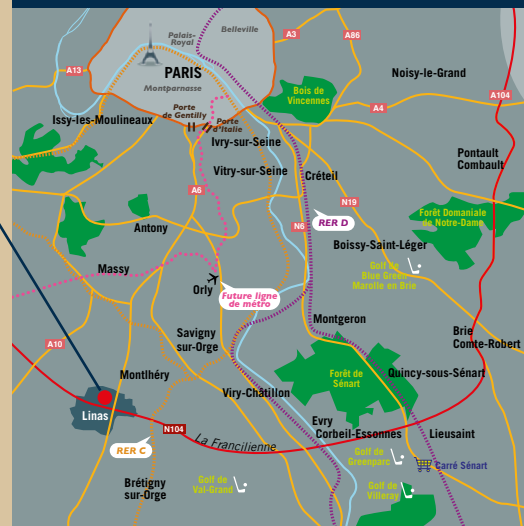 Palais-
Royal
Belleville
A3
A86
A13
PARIS
Noisy-le-Grand
Montparnasse
Bois de
Vincennes
A104
Porte
de Gentilly
A4
Issy-les-Moulineaux
Porte
d'Italie
Ivry-sur-Seine
Pontault
Combault
Vitry-sur-Seine
Créteil
A6
N19
Forêt Domaniale
de Notre-Dame
RER D
N6
Antony
Boissy-Saint-Léger
Golf de
Blue Green
Marolle en Brie
Massy
Orly
Future ligne
de métro
Montgeron
Savigny
sur-Orge
Brie
Comte-Robert
A10
Montlhéry
Forêt de
Sénart
Quincy-sous-Sénart
Viry-Châtillon
Linas
N104
Evry
Corbeil-Essonnes
Lieusaint
La Francilienne
RER C
Golf de
Greenparc
Carré Sénart
Brétigny
sur-Orge
Golf de
Val-Grand
Golf de
Villeray